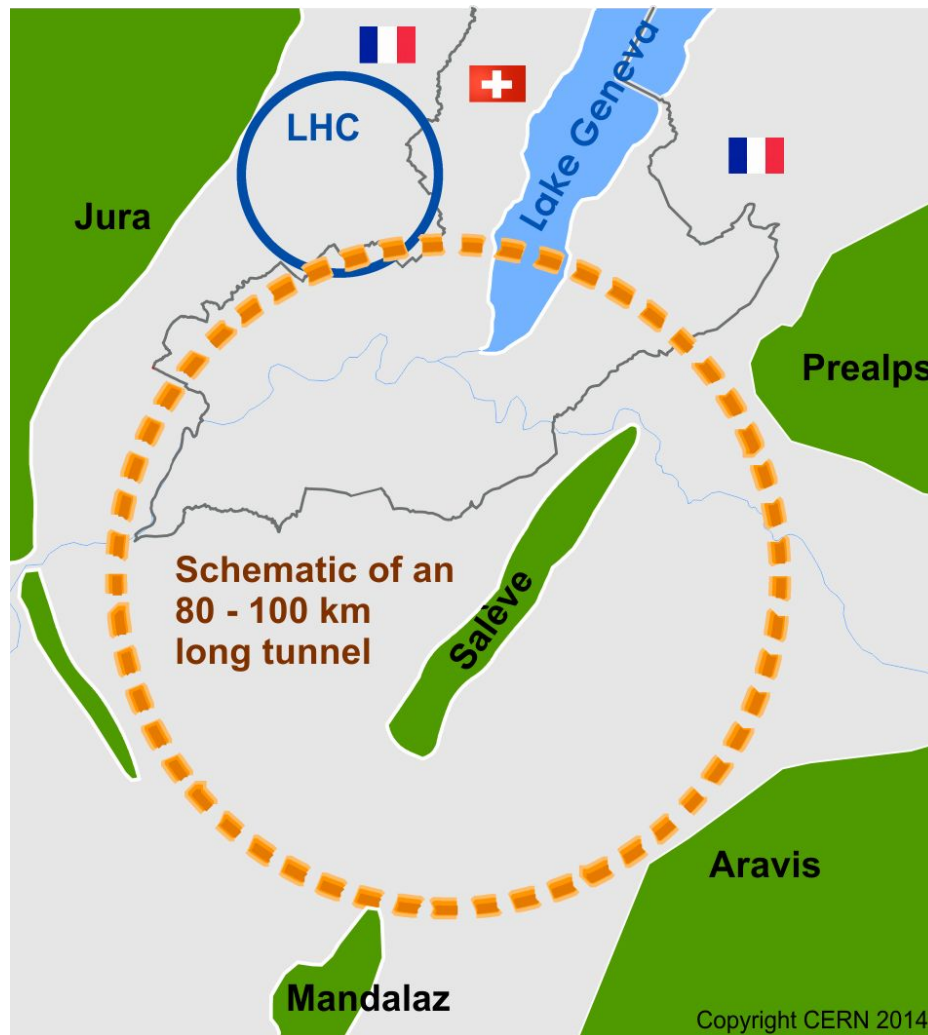 LHC
Lake Geneva
Jura
Prealps
Schematic of an
80 - 100 km
long tunnel
Salève
Aravis
Mandalaz
Copyright CERN 2014